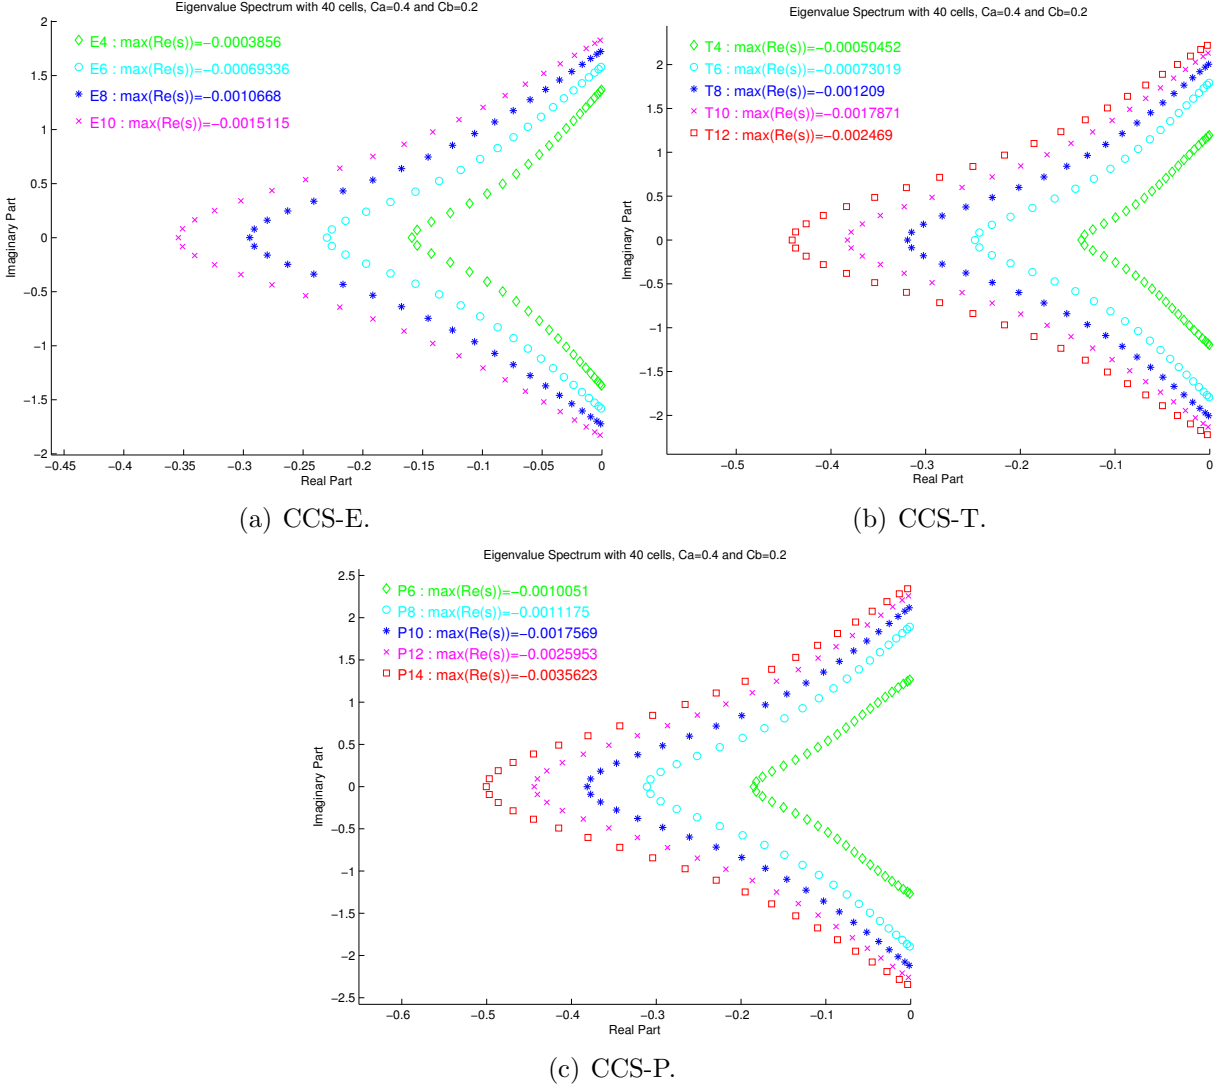 Eigenvalue Spectrum with 40 cells, Ca=0.4 and Cb=0.2
2
1.5
1
0.5
0
−0.5
−1
−1.5
−2
Imaginary Part
E4 : max(Re(s))=−0.0003856
E6 : max(Re(s))=−0.00069336
E8 : max(Re(s))=−0.0010668
E10 : max(Re(s))=−0.0015115
−0.45 −0.4 −0.35 −0.3 −0.25 −0.2 −0.15 −0.1 −0.05 0
Real Part
(a) CCS-E.
Eigenvalue Spectrum with 40 cells, Ca=0.4 and Cb=0.2
2
1.5
1
0.5
0
−0.5
−1
−1.5
−2
Imaginary Part
T4 : max(Re(s))=−0.00050452
T6 : max(Re(s))=−0.00073019
T8 : max(Re(s))=−0.001209
T10 : max(Re(s))=−0.0017871
T12 : max(Re(s))=−0.002469
−0.5 −0.4 −0.3 −0.2 −0.1 0
Real Part
(b) CCS-T.
Eigenvalue Spectrum with 40 cells, Ca=0.4 and Cb=0.2
2.5
2
1.5
1
0.5
0
−0.5
−1
−1.5
−2
−2.5
Imaginary Part
P6 : max(Re(s))=−0.0010051
P8 : max(Re(s))=−0.0011175
P10 : max(Re(s))=−0.0017569
P12 : max(Re(s))=−0.0025953
P14 : max(Re(s))=−0.0035623
−0.6 −0.5 −0.4 −0.3 −0.2 −0.1 0
Real Part
(c) CCS-P.